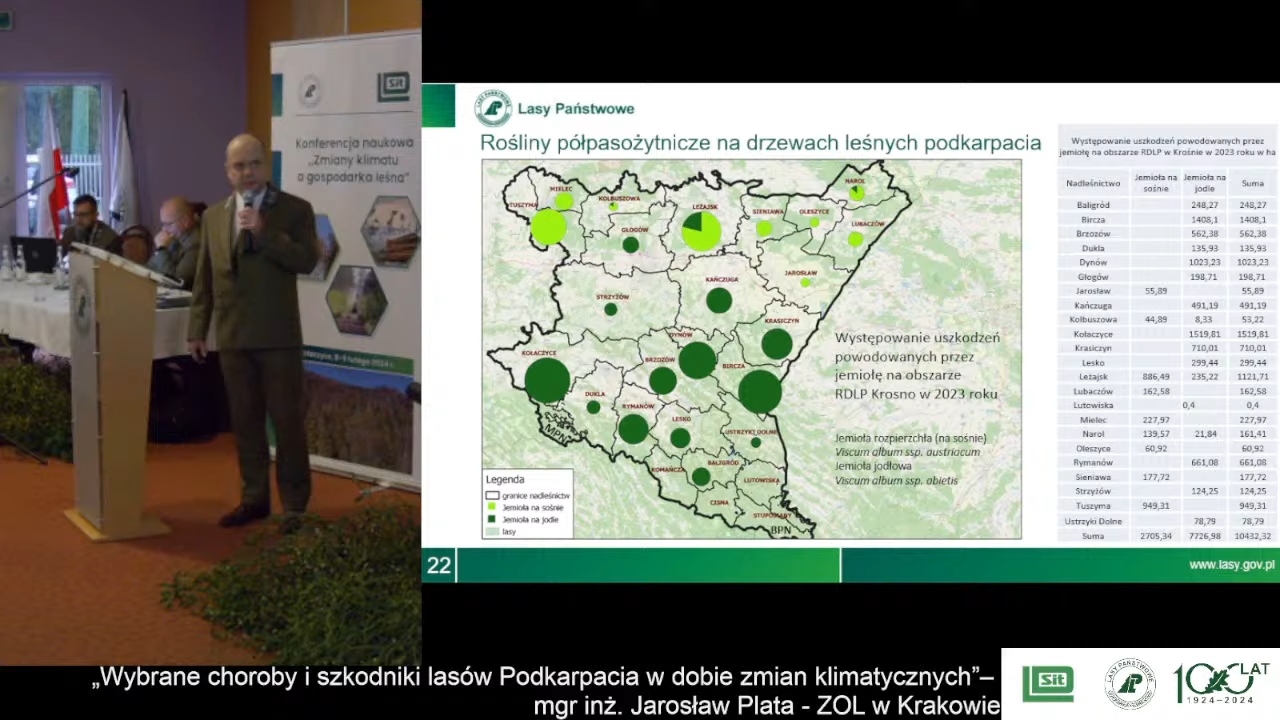 Konferencja naukowa
„Zmiany klimatu
a gospodarka leśna"
Sit
LASY PAŃSTWOWE
Lasy Państwowe
Rośliny półpasożytnicze na drzewach leśnych podkarpacia
MIELEC
TUSZYMA
KOLBUSZOWA
GŁOGÓW
LEŻAJSK
SIENIAWA
OLESZYCE
NAROL
LUBACZÓW
JAROSŁAW
KAŃCZUGA
STRZYŻÓW
KRASICZYN
DYNÓW
KOŁACZYCE
BRZOZÓW
BIRCZA
DUKLA
RYMANÓW
LESKO
USTRZYKI DOLNE
MPN
KOMAŃCZA
BALIGRÓD
LUTOWISKA
CISNA
STUPOSIANY
BPN
Legenda
granice nadleśnictw
Jemioła na sośnie
Jemioła na jodle
lasy
Występowanie uszkodzeń
powodowanych przez
jemiołę na obszarze
RDLP Krosno w 2023 roku
Jemioła rozpierzchła (na sośnie)
Viscum album ssp. austriacum
Jemioła jodłowa
Viscum album ssp. abietis
Występowanie uszkodzeń powodowanych przez
jemiołę na obszarze RDLP w Krośnie w 2023 roku w ha
Nadleśnictwo Jemioła na sośnie Jemioła na jodle Suma
Baligród 248,27 248,27
Bircza 1408,1 1408,1
Brzozów 562,38 562,38
Dukla 135,93 135,93
Dynów 1023,23 1023,23
Głogów 198,71 198,71
Jarosław 55,89 55,89
Kańczuga 491,19 491,19
Kolbuszowa 44,89 8,33 53,22
Kołaczyce 1519,81 1519,81
Krasiczyn 710,01 710,01
Lesko 299,44 299,44
Leżajsk 886,49 235,22 1121,71
Lubaczów 162,58 162,58
Lutowiska 0,4 0,4
Mielec 227,97 227,97
Narol 139,57 21,84 161,41
Oleszyce 60,92 60,92
Rymanów 661,08 661,08
Sieniawa 177,72 177,72
Strzyżów 124,25 124,25
Tuszyma 949,31 949,31
Ustrzyki Dolne 78,79 78,79
Suma 2705,34 7726,98 10432,32
22
www.lasy.gov.pl
„Wybrane choroby i szkodniki lasów Podkarpacia w dobie zmian klimatycznych"–
mgr inż. Jarosław Plata - ZOL w Krakowie
Sit
LASY PAŃSTWOWE
100 LAT
1924–2024